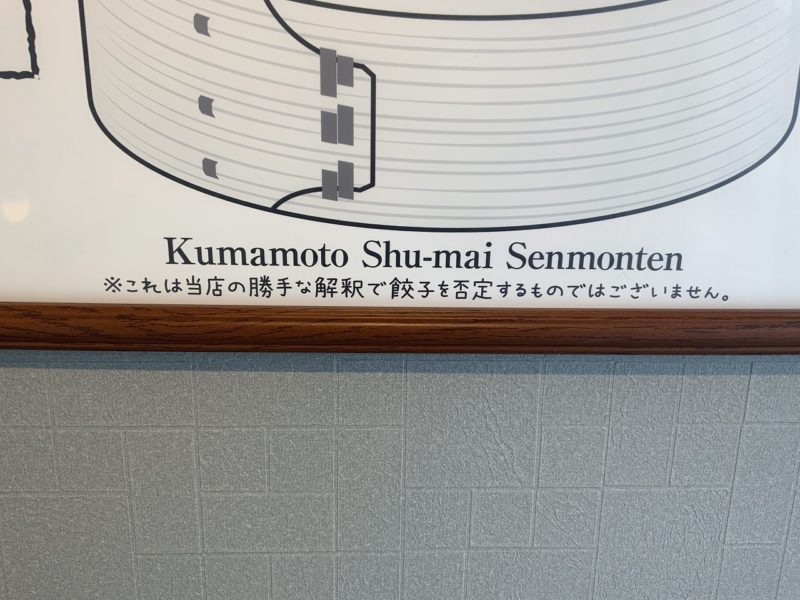 Kumamoto Shu-mai Senmonten
※これは当店の勝手な解釈で餃子を否定するものではございません。